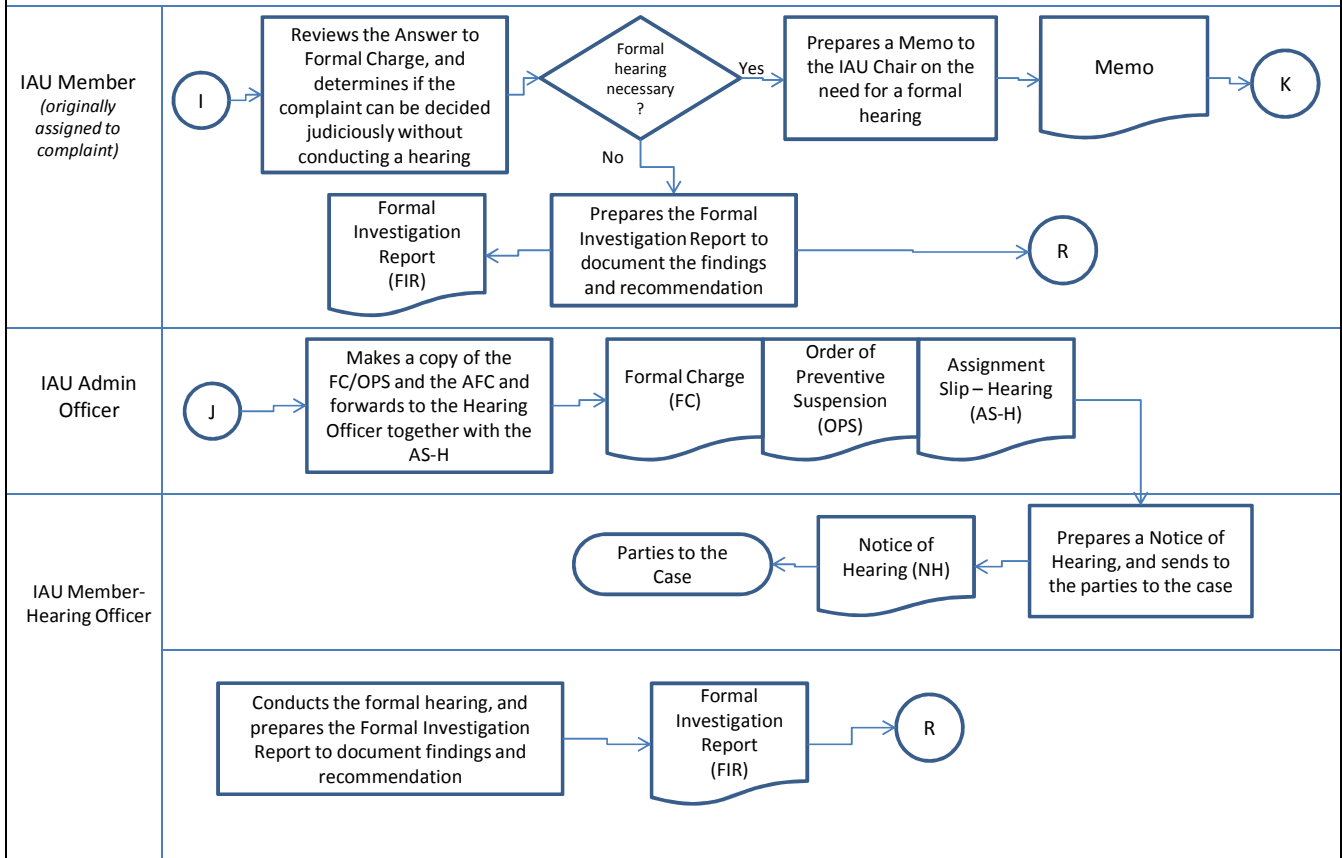 IAU Member
(originally
assigned to
complaint)
I
Reviews the Answer to
Formal Charge, and
determines if the
complaint can be decided
judiciously without
conducting a hearing
Formal
hearing
necessary
?
Yes
No
Prepares a Memo to
the IAU Chair on the
need for a formal
hearing
Memo
K
Formal
Investigation
Report
(FIR)
Prepares the Formal
Investigation Report to
document the findings
and recommendation
R
IAU Admin
Officer
J
Makes a copy of the
FC/OPS and the AFC and
forwards to the Hearing
Officer together with the
AS-H
Formal Charge
(FC)
Order of
Preventive
Suspension
(OPS)
Assignment
Slip – Hearing
(AS-H)
IAU Member-
Hearing Officer
Parties to the
Case
Notice of
Hearing (NH)
Prepares a Notice of
Hearing, and sends to
the parties to the case
Conducts the formal hearing, and
prepares the Formal Investigation
Report to document findings and
recommendation
Formal
Investigation
Report
(FIR)
R